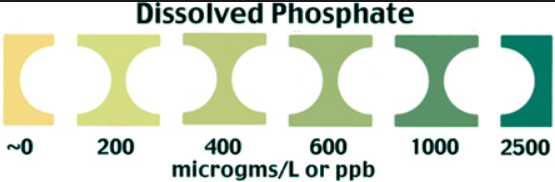 Dissolved Phosphate
~0 200 400 600 1000 2500
microgms/L or ppb